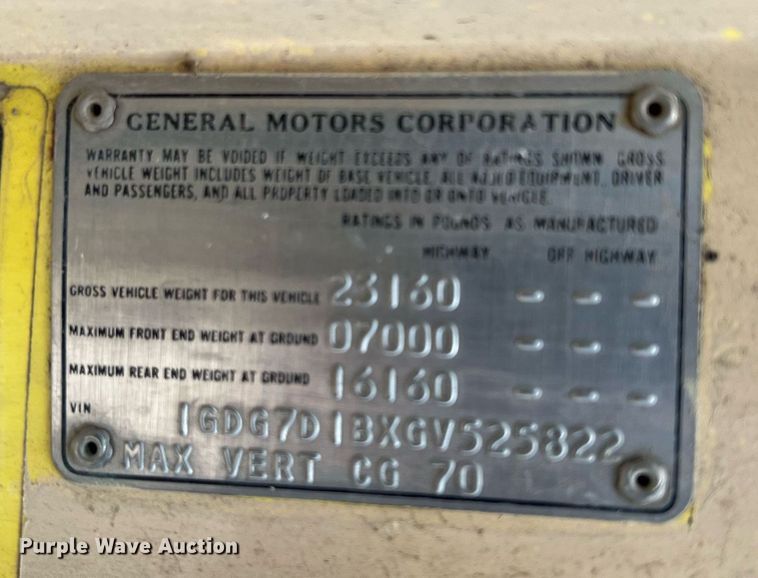 GENERAL MOTORS CORPORATION
WARRANTY MAY BE VOIDED IF WEIGHT EXCEEDS ANY OF RATINGS SHOWN. GROSS
VEHICLE WEIGHT INCLUDES WEIGHT OF BASE VEHICLE, ALL ADDED EQUIPMENT, DRIVER
AND PASSENGERS, AND ALL PROPERTY LOADED INTO OR ONTO VEHICLE.
RATINGS IN POUNDS AS MANUFACTURED
HIGHWAY OFF HIGHWAY
GROSS VEHICLE WEIGHT FOR THIS VEHICLE 23160 - - -
MAXIMUM FRONT END WEIGHT AT GROUND 07000 - - -
MAXIMUM REAR END WEIGHT AT GROUND 16160 - - -
VIN 1GDG7D1BXGV525822
MAX VERT CG 70
Purple Wave Auction